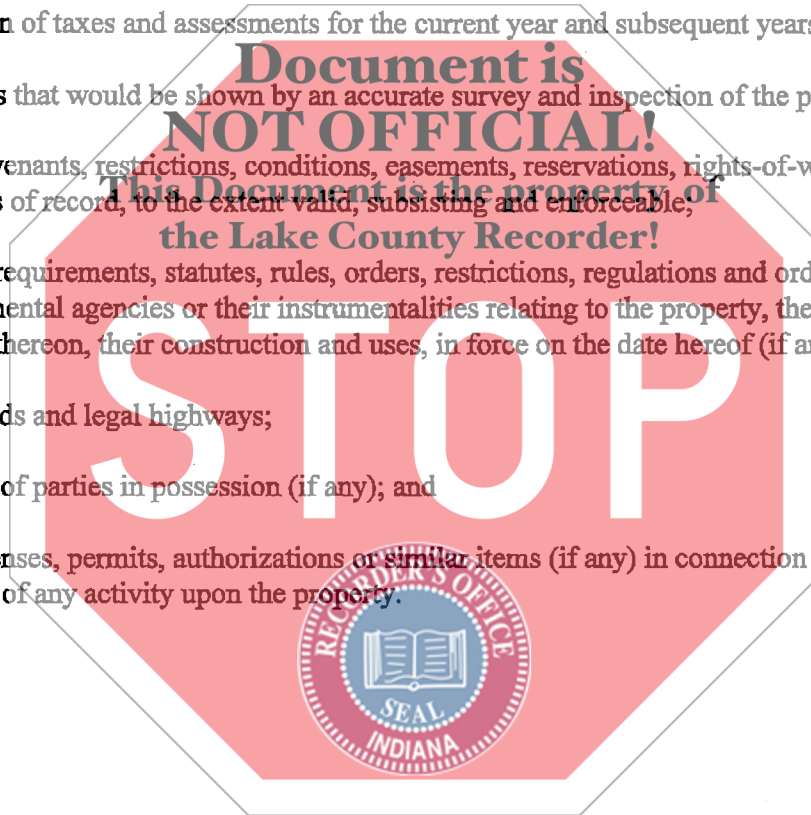 n of taxes and assessments for the current year and subsequent years
Document is
s that would be shown by an accurate survey and inspection of the p
NOT OFFICIAL!
venants, restrictions, conditions, easements, reservations, rights-of-w
This Document is the property of
s of record, to the extent valid, subsisting and enforceable;
the Lake County Recorder!
requirements, statutes, rules, orders, restrictions, regulations and ord
mental agencies or their instrumentalities relating to the property, the
thereon, their construction and uses, in force on the date hereof (if an
STOP
ds and legal highways;
of parties in possession (if any); and
nses, permits, authorizations or similar items (if any) in connection
of any activity upon the property.
RECORDER'S OFFICE
SEAL
INDIANA